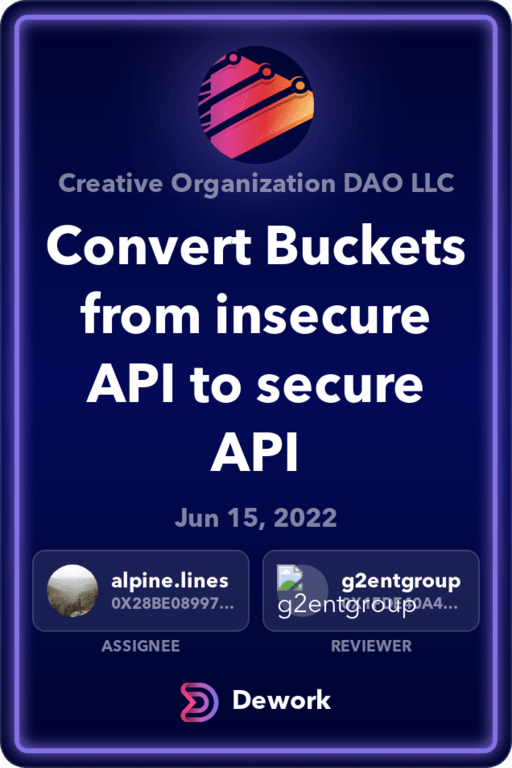 Creative Organization DAO LLC
Convert Buckets
from insecure
API to secure
API
Jun 15, 2022
alpine.lines
0X28BE08997...
g2entgroup
g2entgroup
ASSIGNEE
REVIEWER
Dework